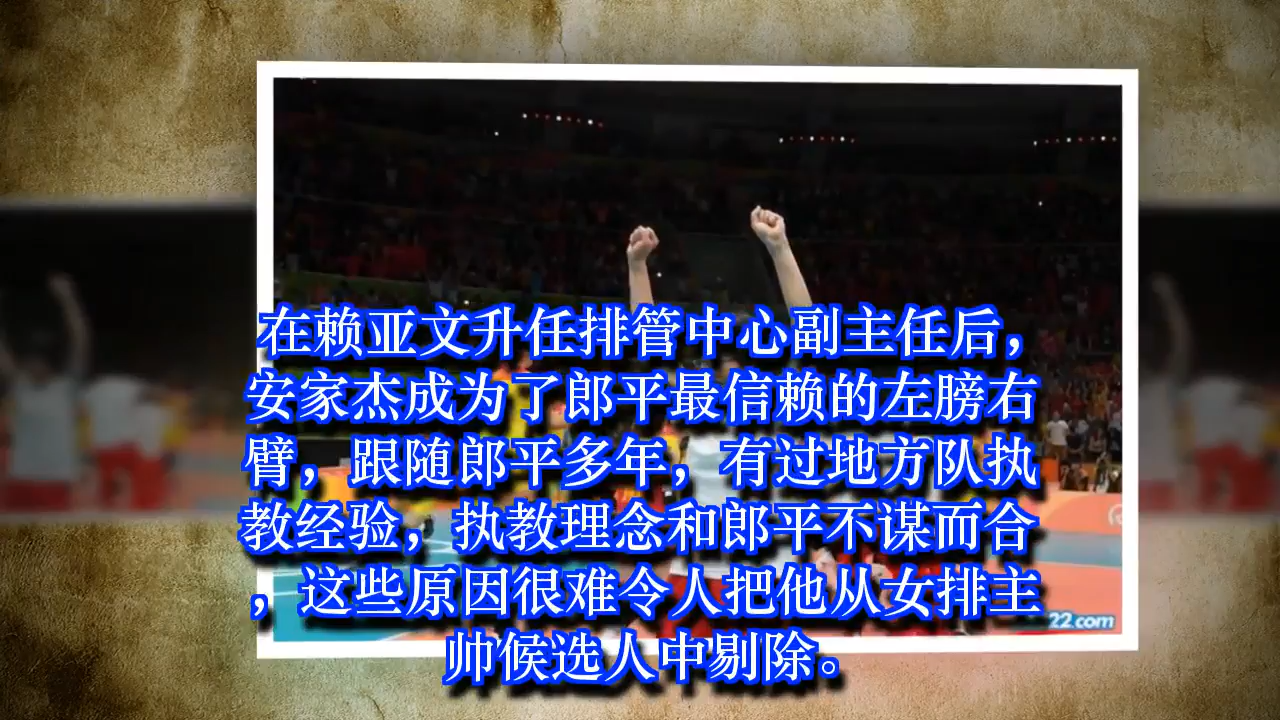 在赖亚文升任排管中心副主任后，
安家杰成为了郎平最信赖的左膀右
臂，跟随郎平多年，有过地方队执
教经验，执教理念和郎平不谋而合
，这些原因很难令人把他从女排主
帅候选人中剔除。
22.com